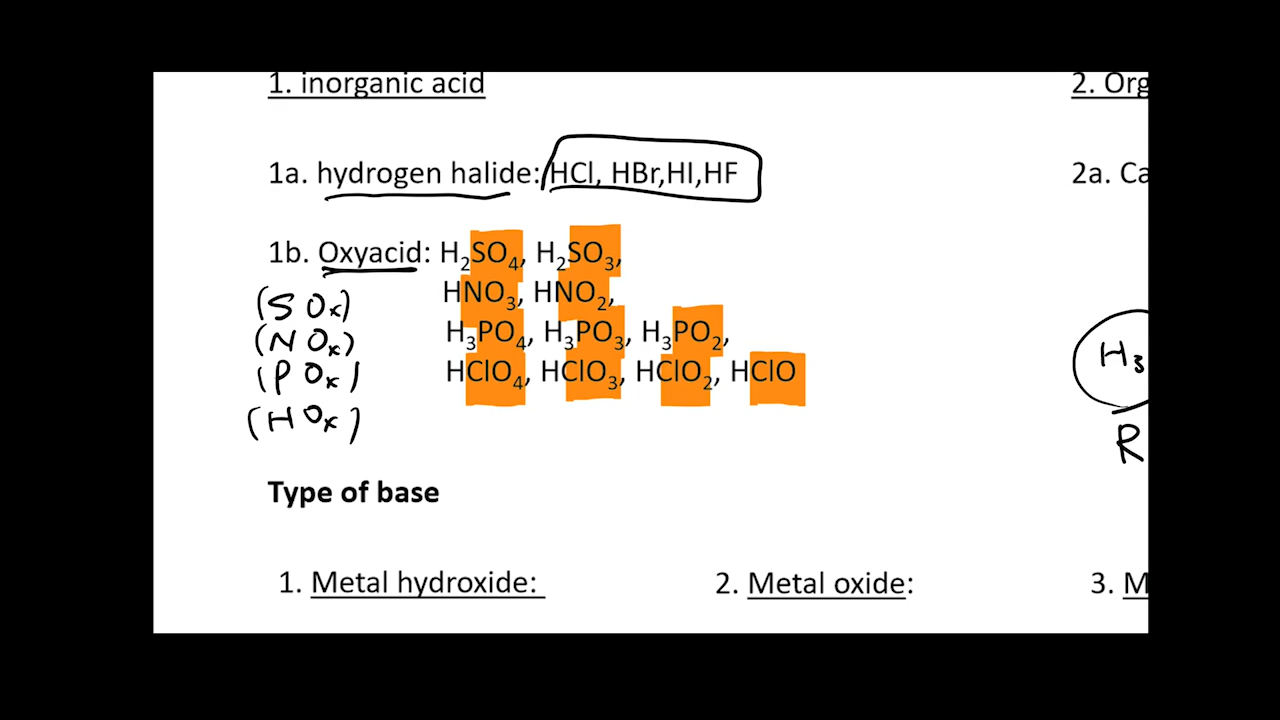 1. inorganic acid
2. Org
1a. hydrogen halide: HCl, HBr,HI,HF
2a. Ca
1b. Oxyacid: H₂SO₄, H₂SO₃,
(SOₓ)
HNO₃, HNO₂,
(NOₓ)
H₃PO₄, H₃PO₃, H₃PO₂,
H₃
(POₓ)
HClO₄, HClO₃, HClO₂, HClO
(HOₓ)
R
Type of base
1. Metal hydroxide:
2. Metal oxide:
3. M